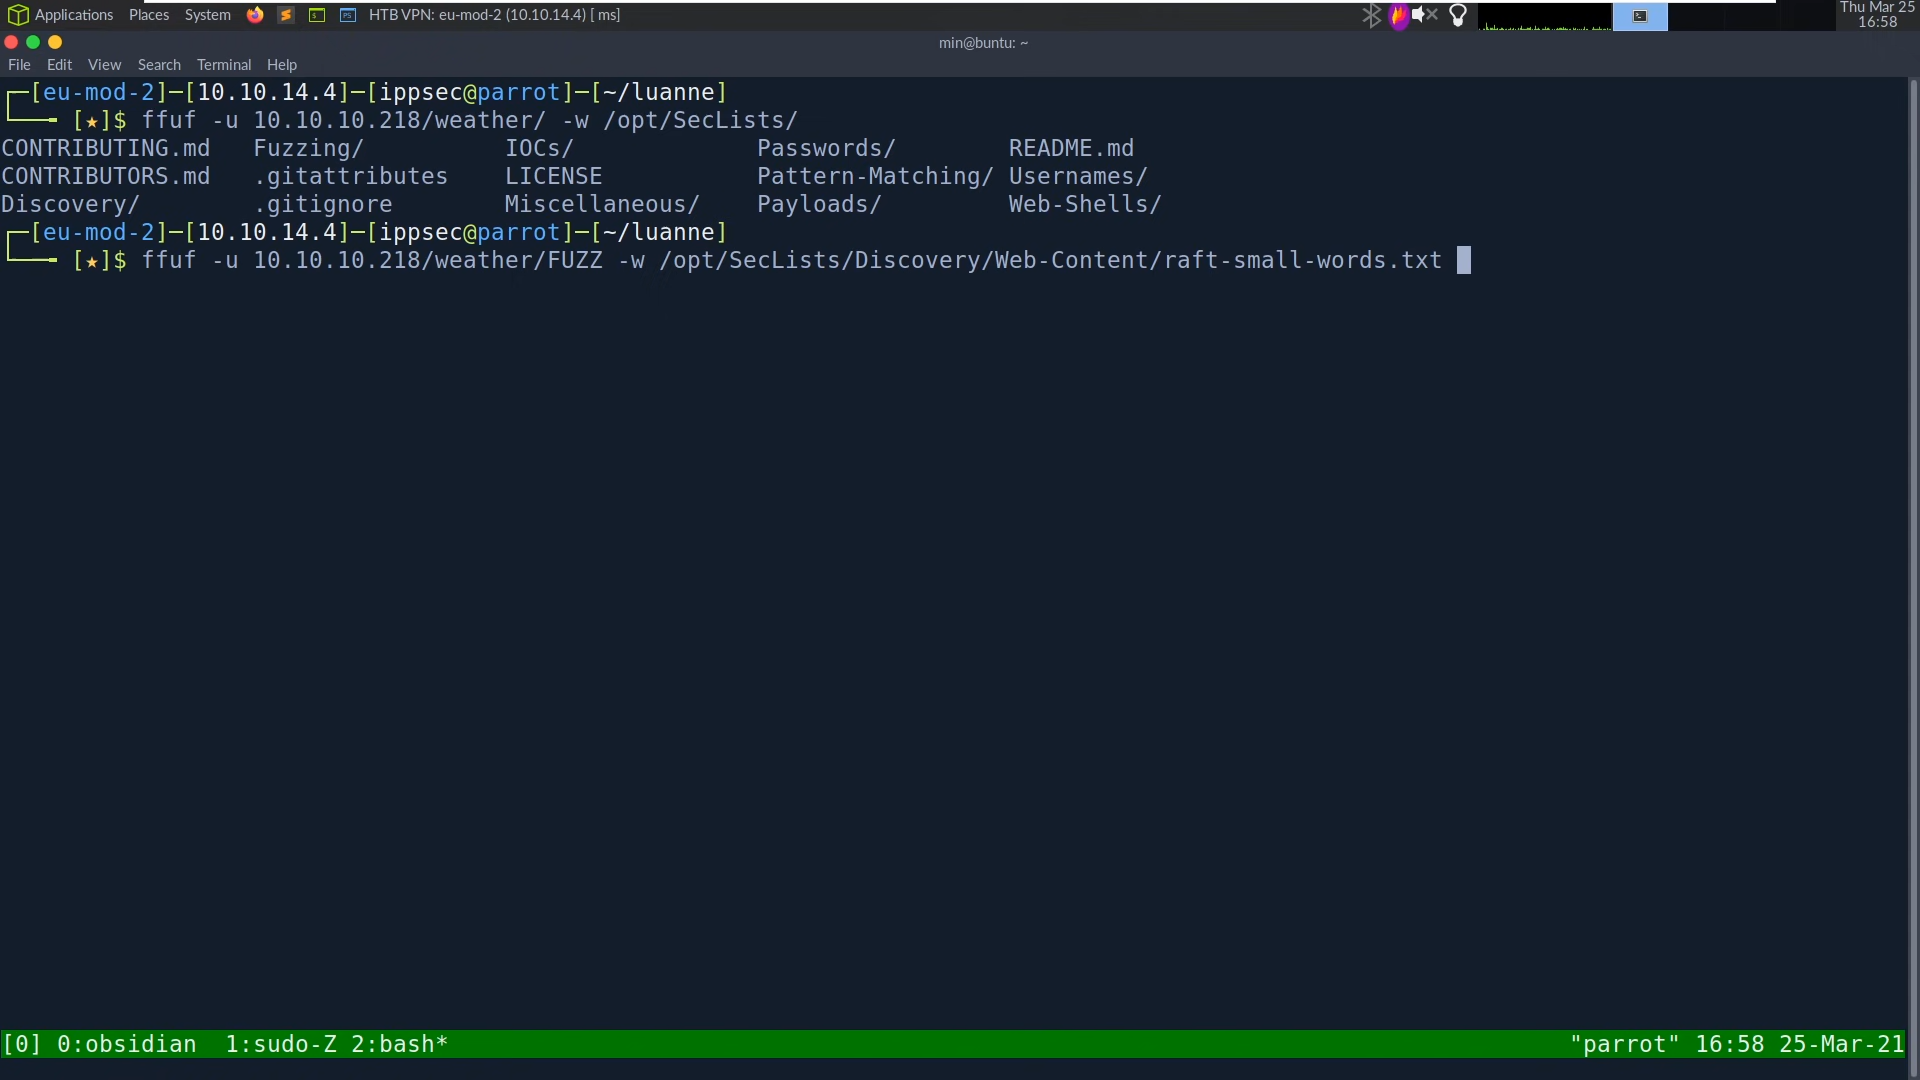 Applications Places System HTB VPN: eu-mod-2 (10.10.14.4) [ ms] Thu Mar 25
16:58
min@buntu: ~
File Edit View Search Terminal Help
[eu-mod-2]─[10.10.14.4]─[ippsec@parrot]─[~/luanne]
[★]$ ffuf -u 10.10.10.218/weather/ -w /opt/SecLists/
CONTRIBUTING.md Fuzzing/ IOCs/ Passwords/ README.md
CONTRIBUTORS.md .gitattributes LICENSE Pattern-Matching/ Usernames/
Discovery/ .gitignore Miscellaneous/ Payloads/ Web-Shells/
[eu-mod-2]─[10.10.14.4]─[ippsec@parrot]─[~/luanne]
[★]$ ffuf -u 10.10.10.218/weather/FUZZ -w /opt/SecLists/Discovery/Web-Content/raft-small-words.txt
[0] 0:obsidian 1:sudo-Z 2:bash* "parrot" 16:58 25-Mar-21